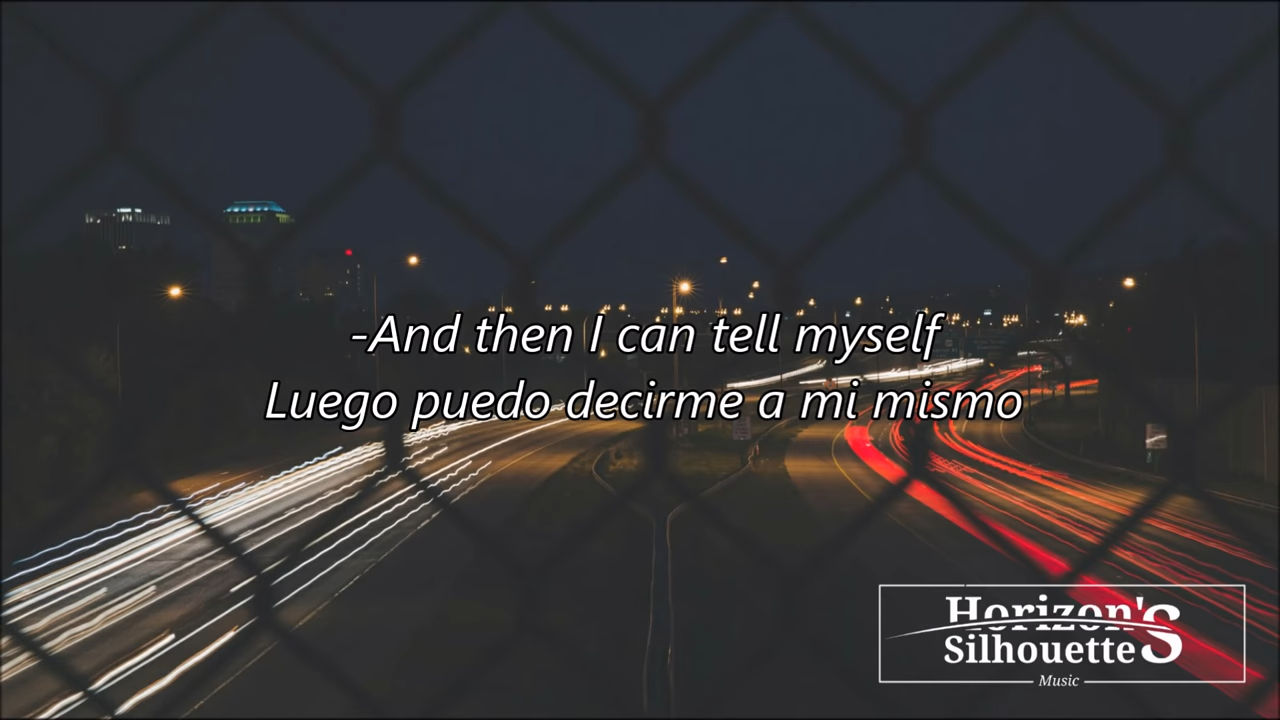 -And then I can tell myself
Luego puedo decirme a mi mismo
Horizon'S
Silhouette
Music